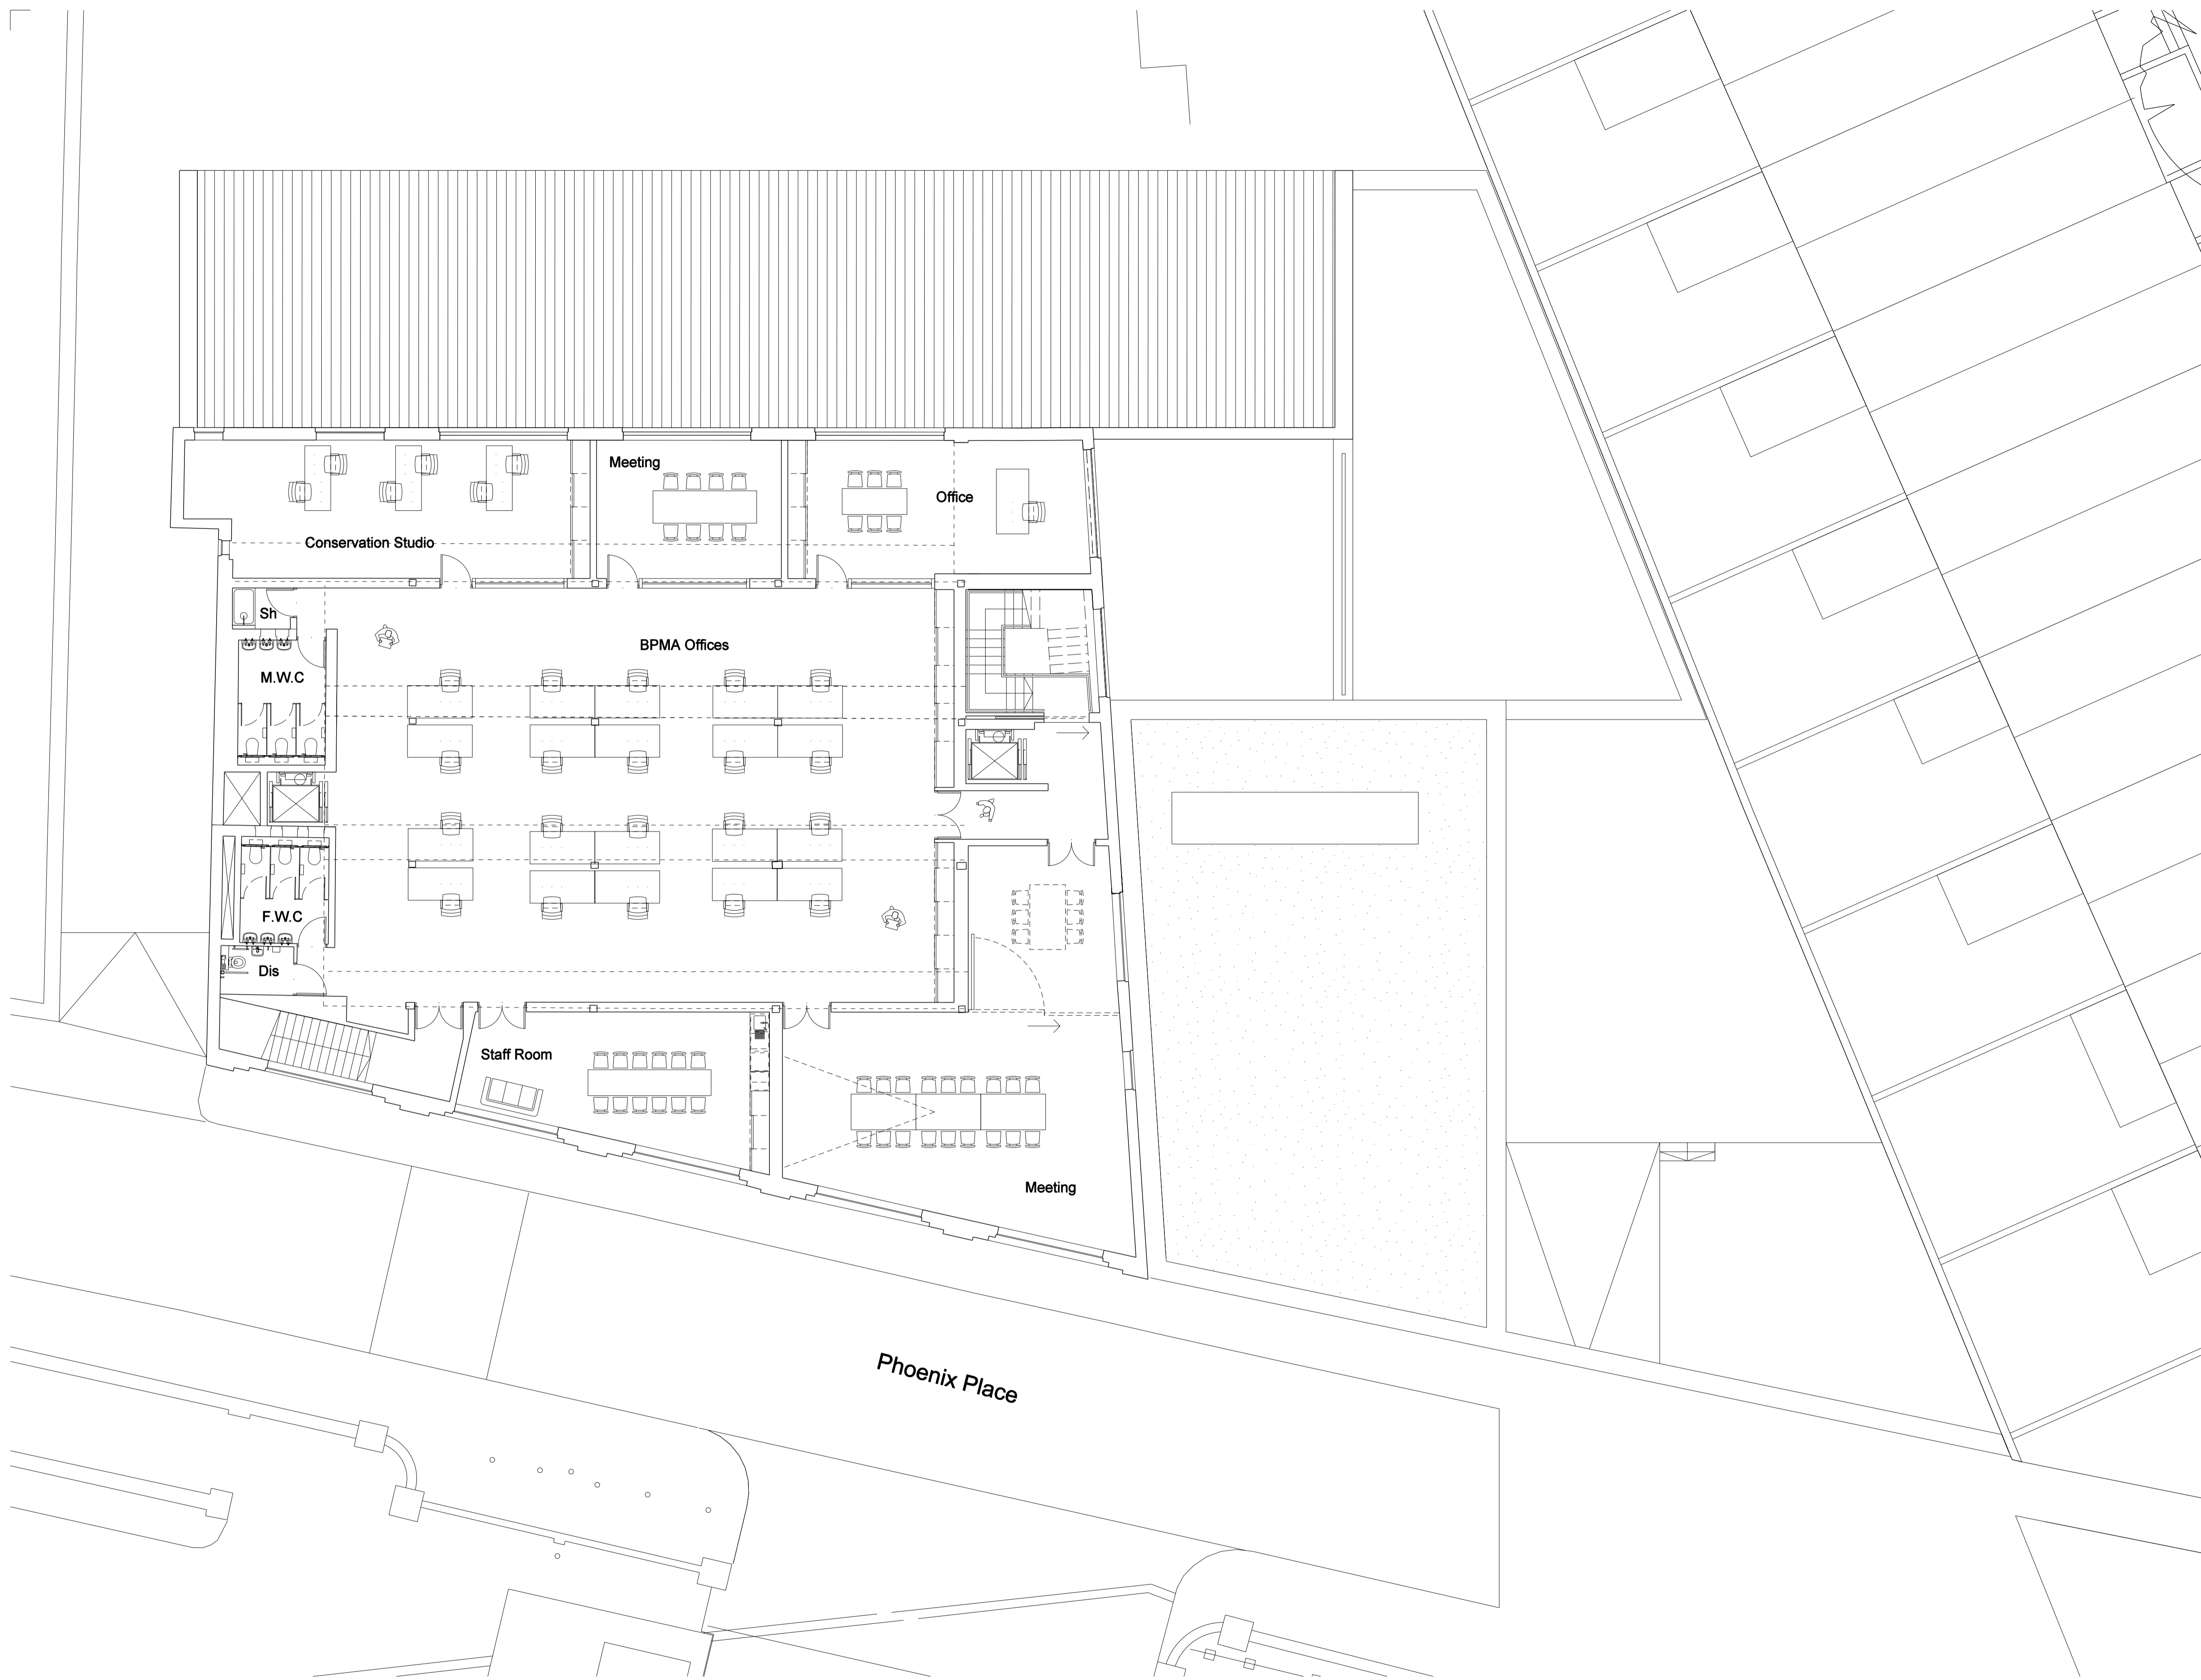 Meeting
Office
Conservation Studio
Sh
BPMA Offices
M.W.C
F.W.C
Dis
Staff Room
Meeting
Phoenix Place